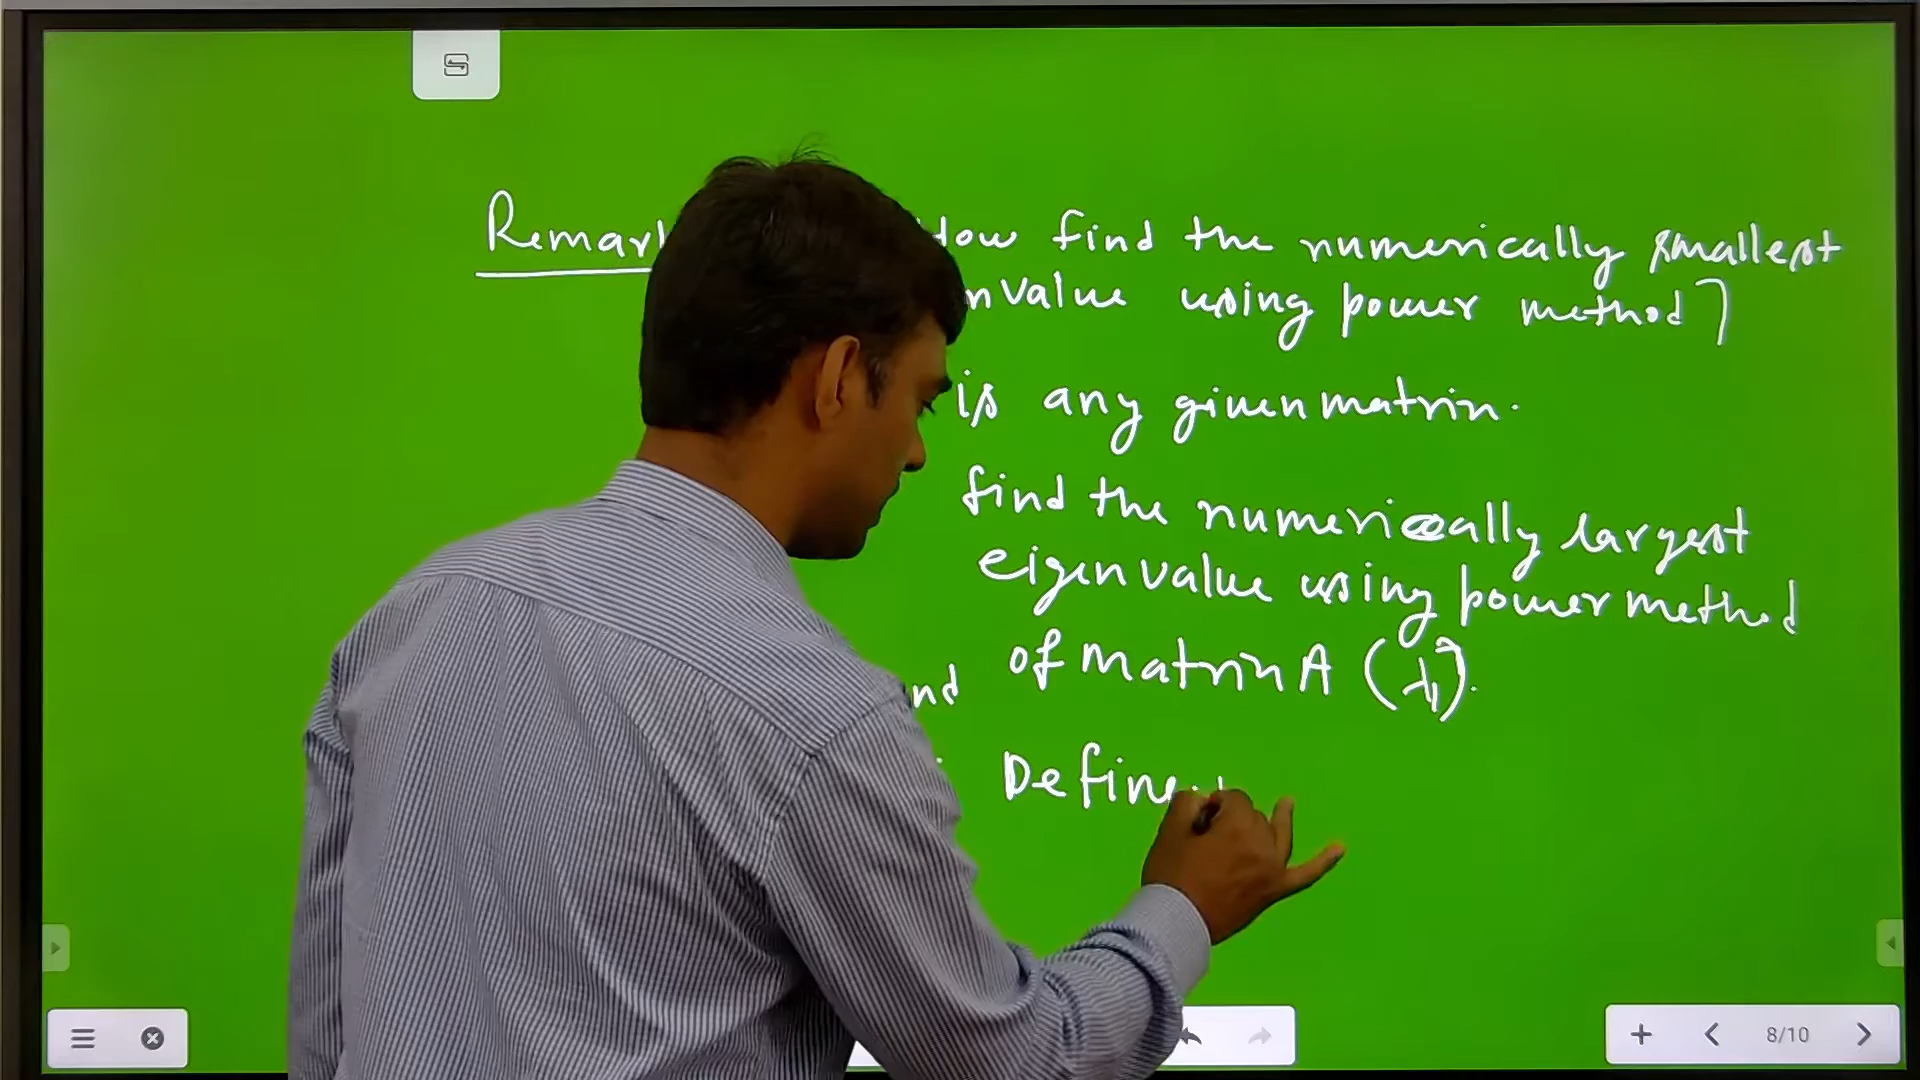 Remark How find the numerically smallest
nvalue using power method?
is any given matrix.
find the numerically largest
eigenvalue using power method
nd of matrix A (λ1).
Define
8/10